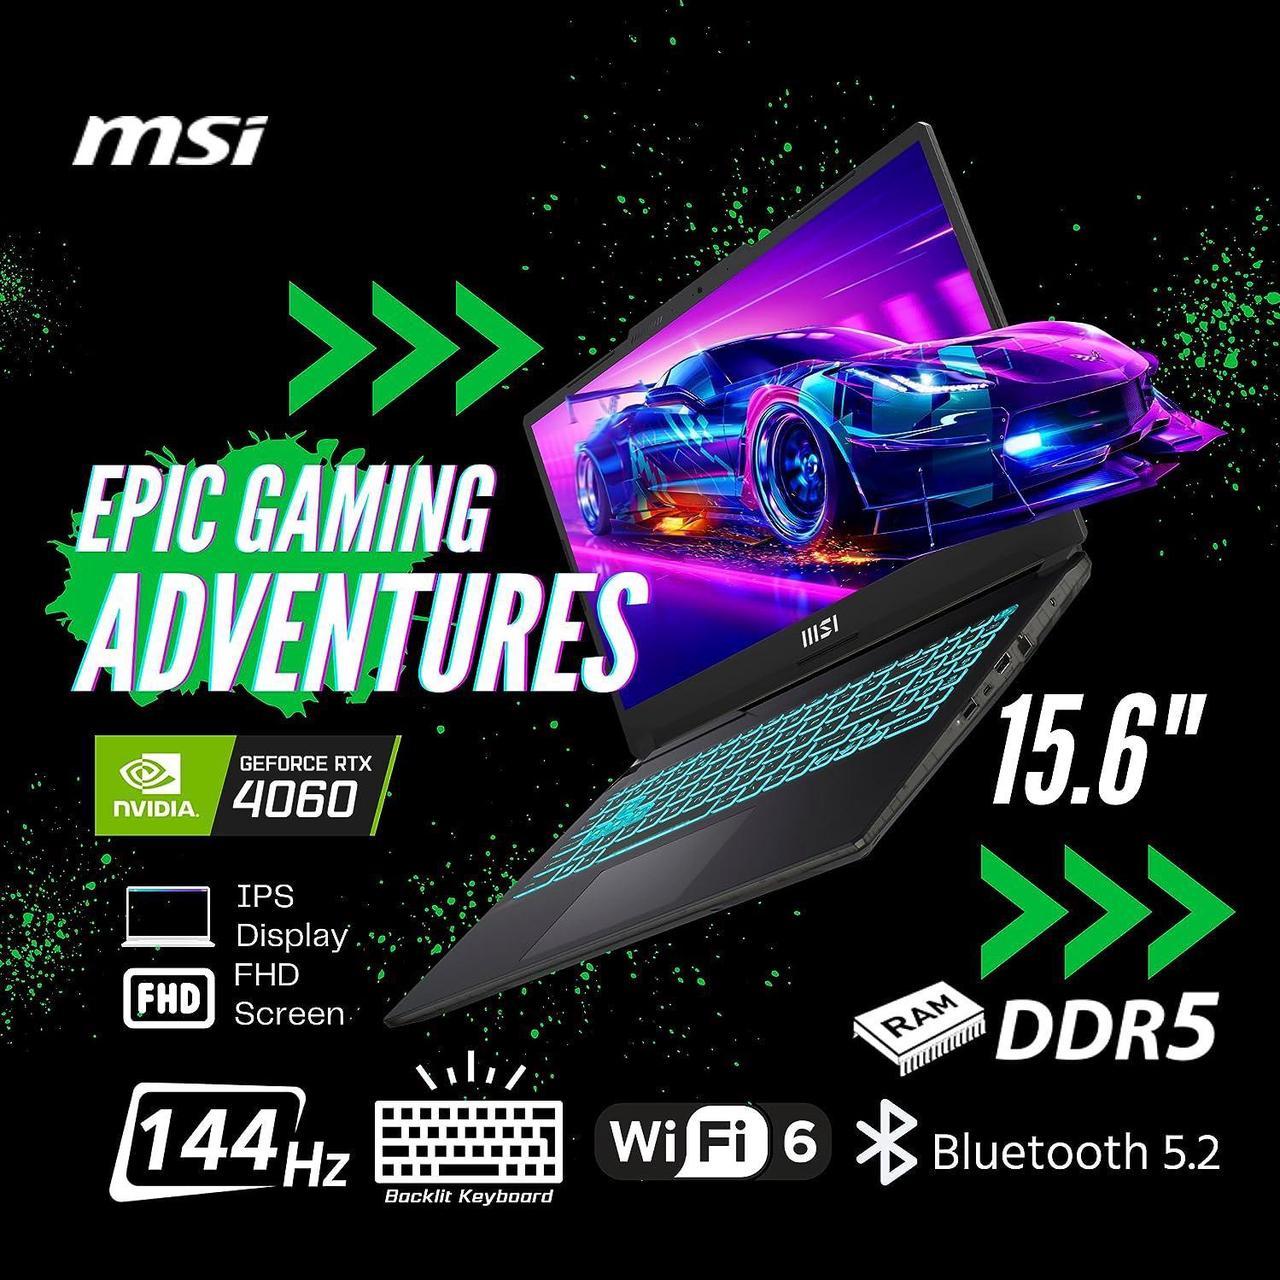 msi
EPIC GAMING
ADVENTURES
msi
15.6"
NVIDIA.
GEFORCE RTX
4060
IPS
Display
FHD
FHD
Screen
RAM
DDR5
144Hz
Backlit Keyboard
WiFi 6
Bluetooth 5.2